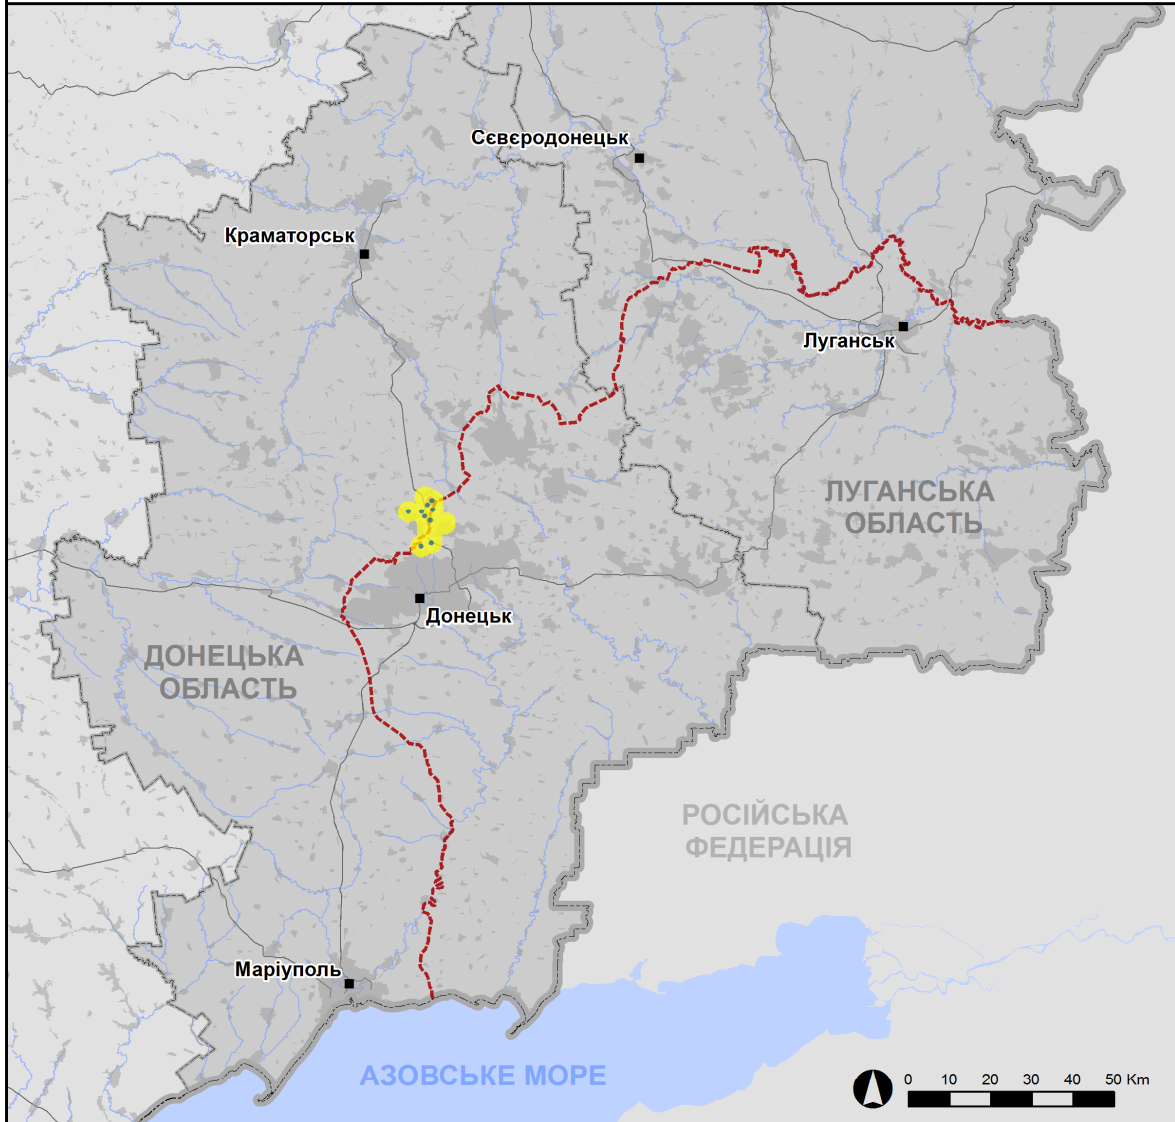 Сєвєродонецьк
Краматорськ
Луганськ
ЛУГАНСЬКА
ОБЛАСТЬ
Донецьк
ДОНЕЦЬКА
ОБЛАСТЬ
РОСІЙСЬКА
ФЕДЕРАЦІЯ
Маріуполь
АЗОВСЬКЕ МОРЕ
0 10 20 30 40 50 Km